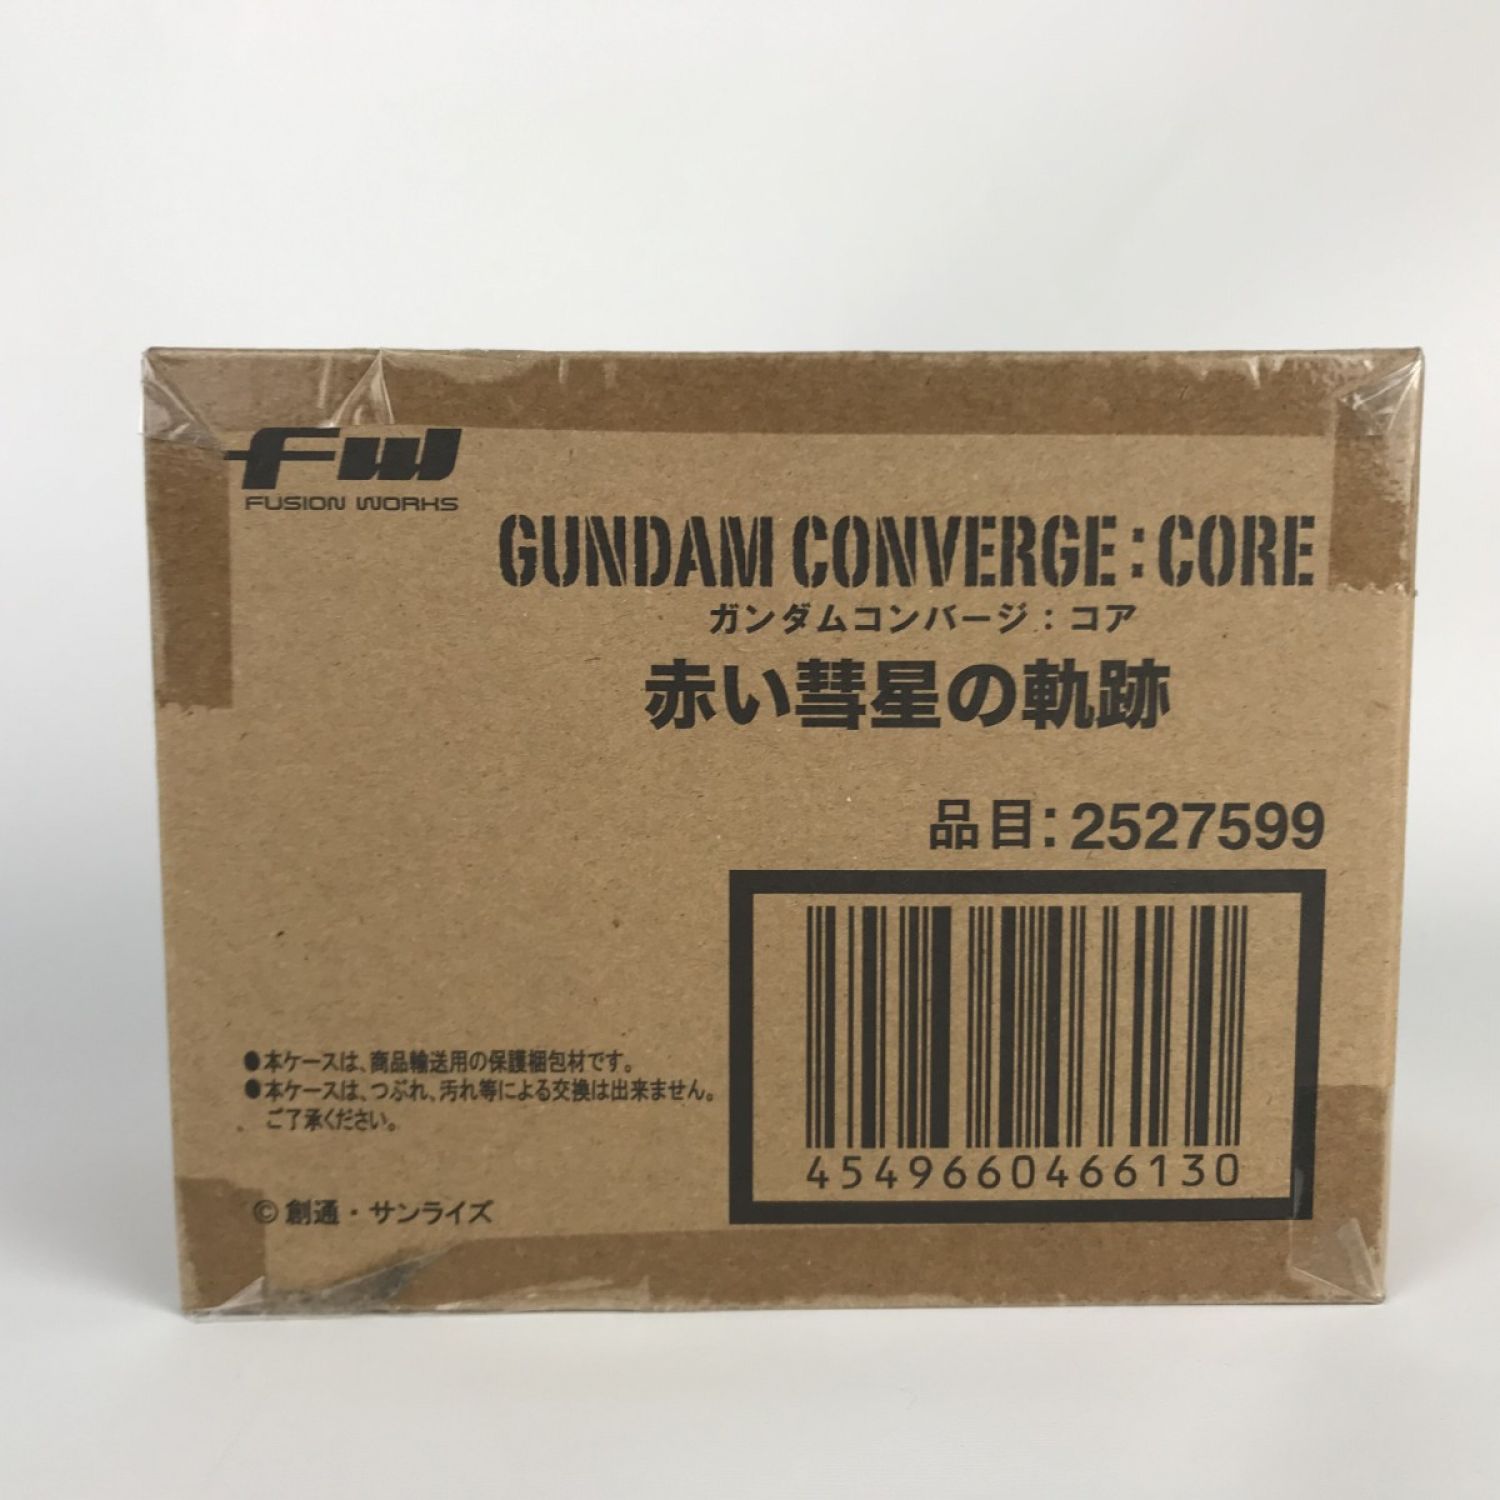 FW
FUSION WORKS
GUNDAM CONVERGE:CORE
ガンダムコンバージ:コア
赤い彗星の軌跡
品目:2527599
4549660466130
●本ケースは、商品輸送用の保護梱包材です。
●本ケースは、つぶれ、汚れ等による交換は出来ません。
ご了承ください。
©創通・サンライズ